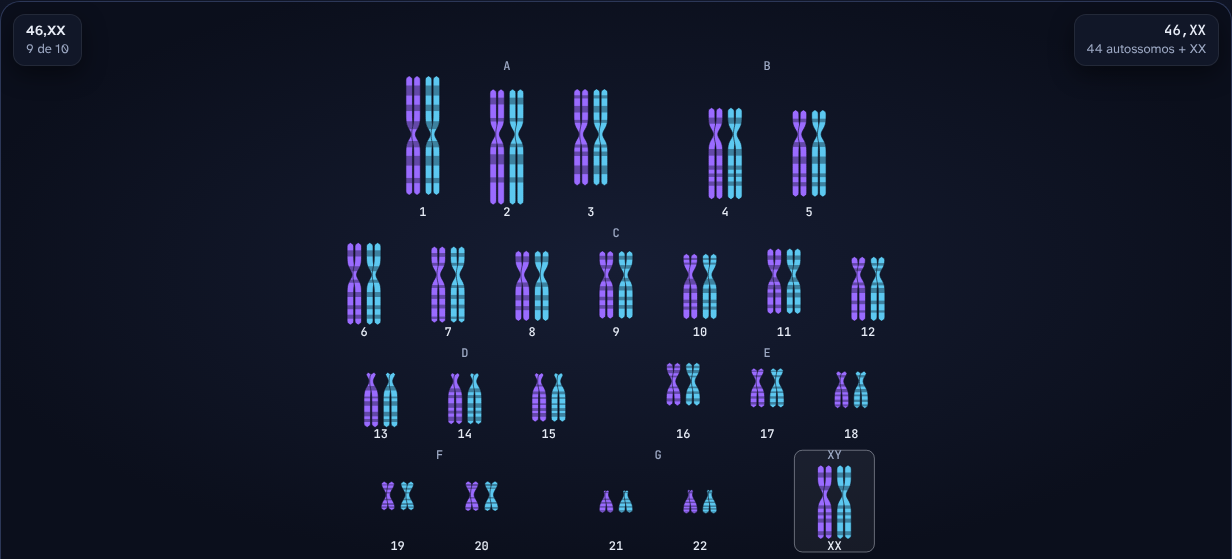 46,XX
9 de 10
46,XX
44 autossomos + XX
A B
1 2 3 4 5
C
6 7 8 9 10 11 12
D E
13 14 15 16 17 18
F G XY
19 20 21 22 XX